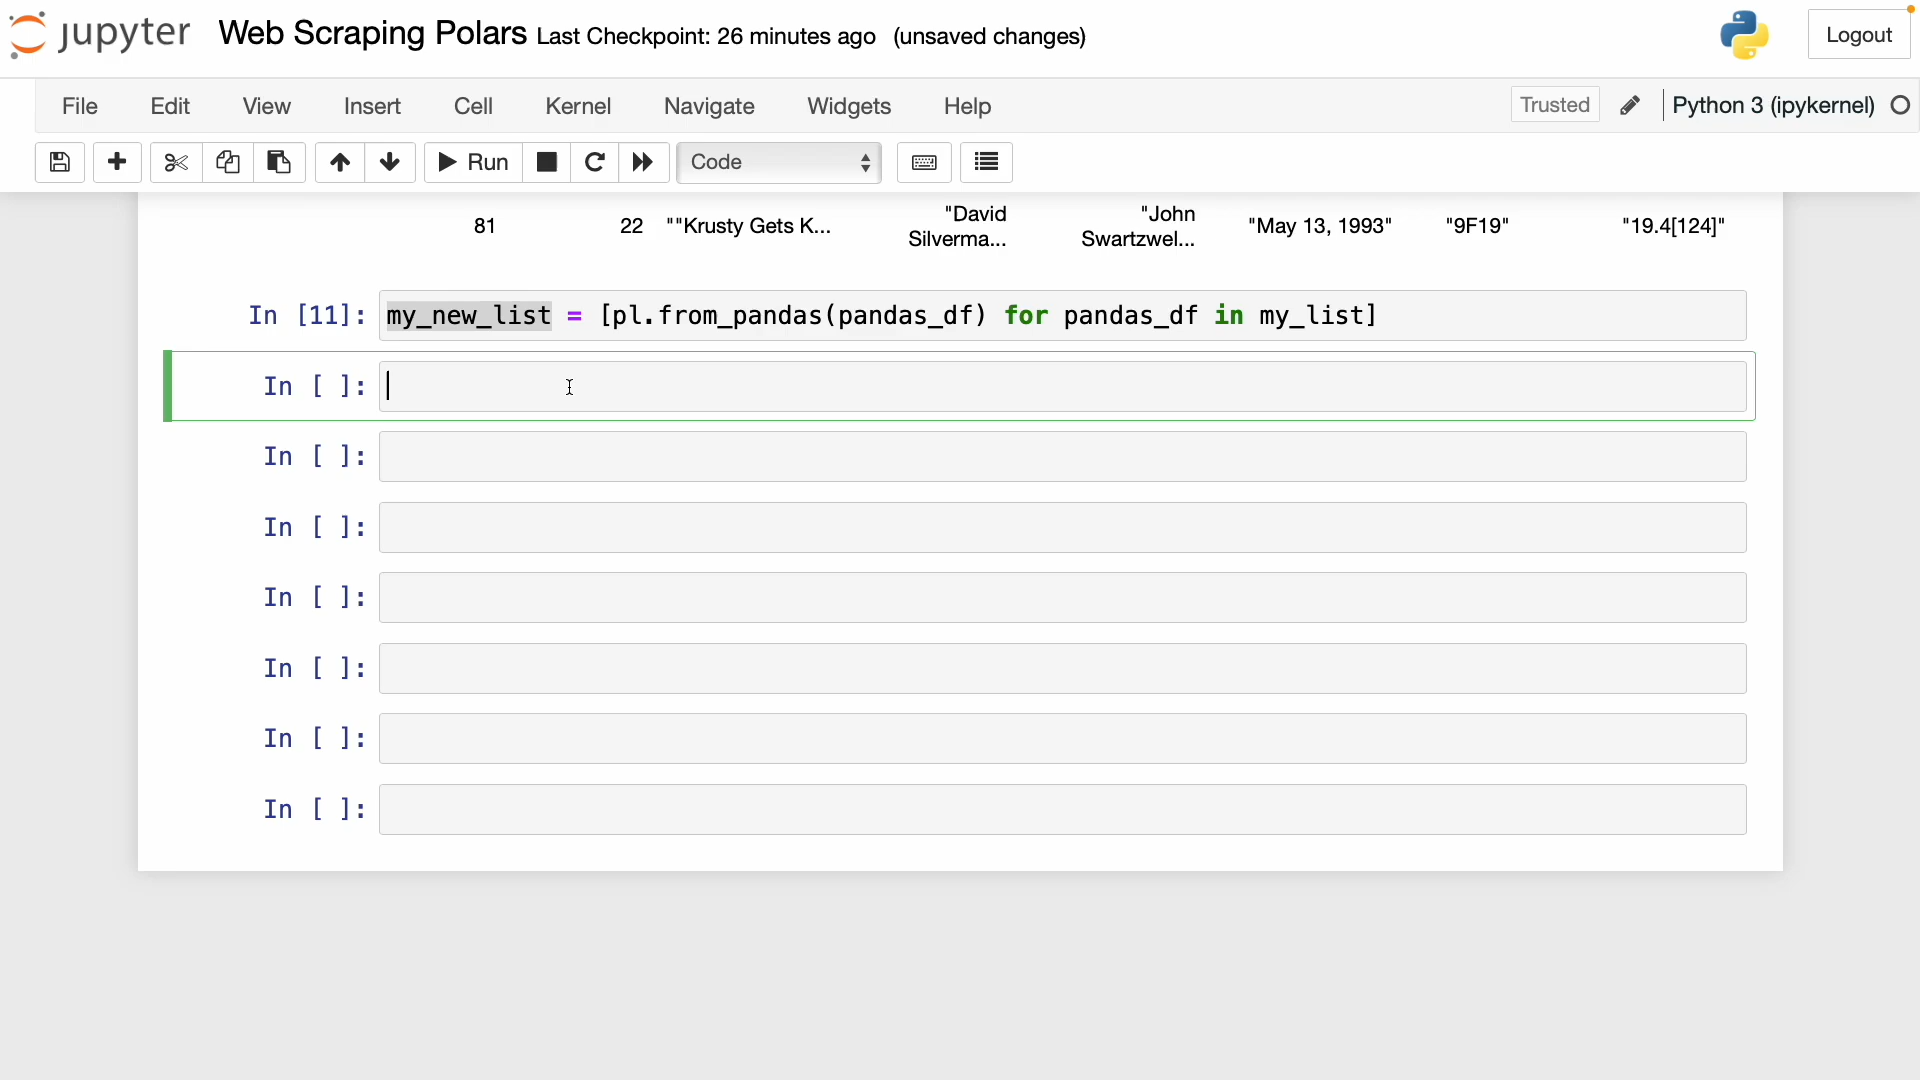 jupyter Web Scraping Polars Last Checkpoint: 26 minutes ago (unsaved changes) Logout
File Edit View Insert Cell Kernel Navigate Widgets Help Trusted Python 3 (ipykernel)
Run Code
81 22 ""Krusty Gets K... "David Silverma... "John Swartzwel... "May 13, 1993" "9F19" "19.4[124]"
In [11]: my_new_list = [pl.from_pandas(pandas_df) for pandas_df in my_list]
In [ ]:
In [ ]:
In [ ]:
In [ ]:
In [ ]:
In [ ]:
In [ ]: